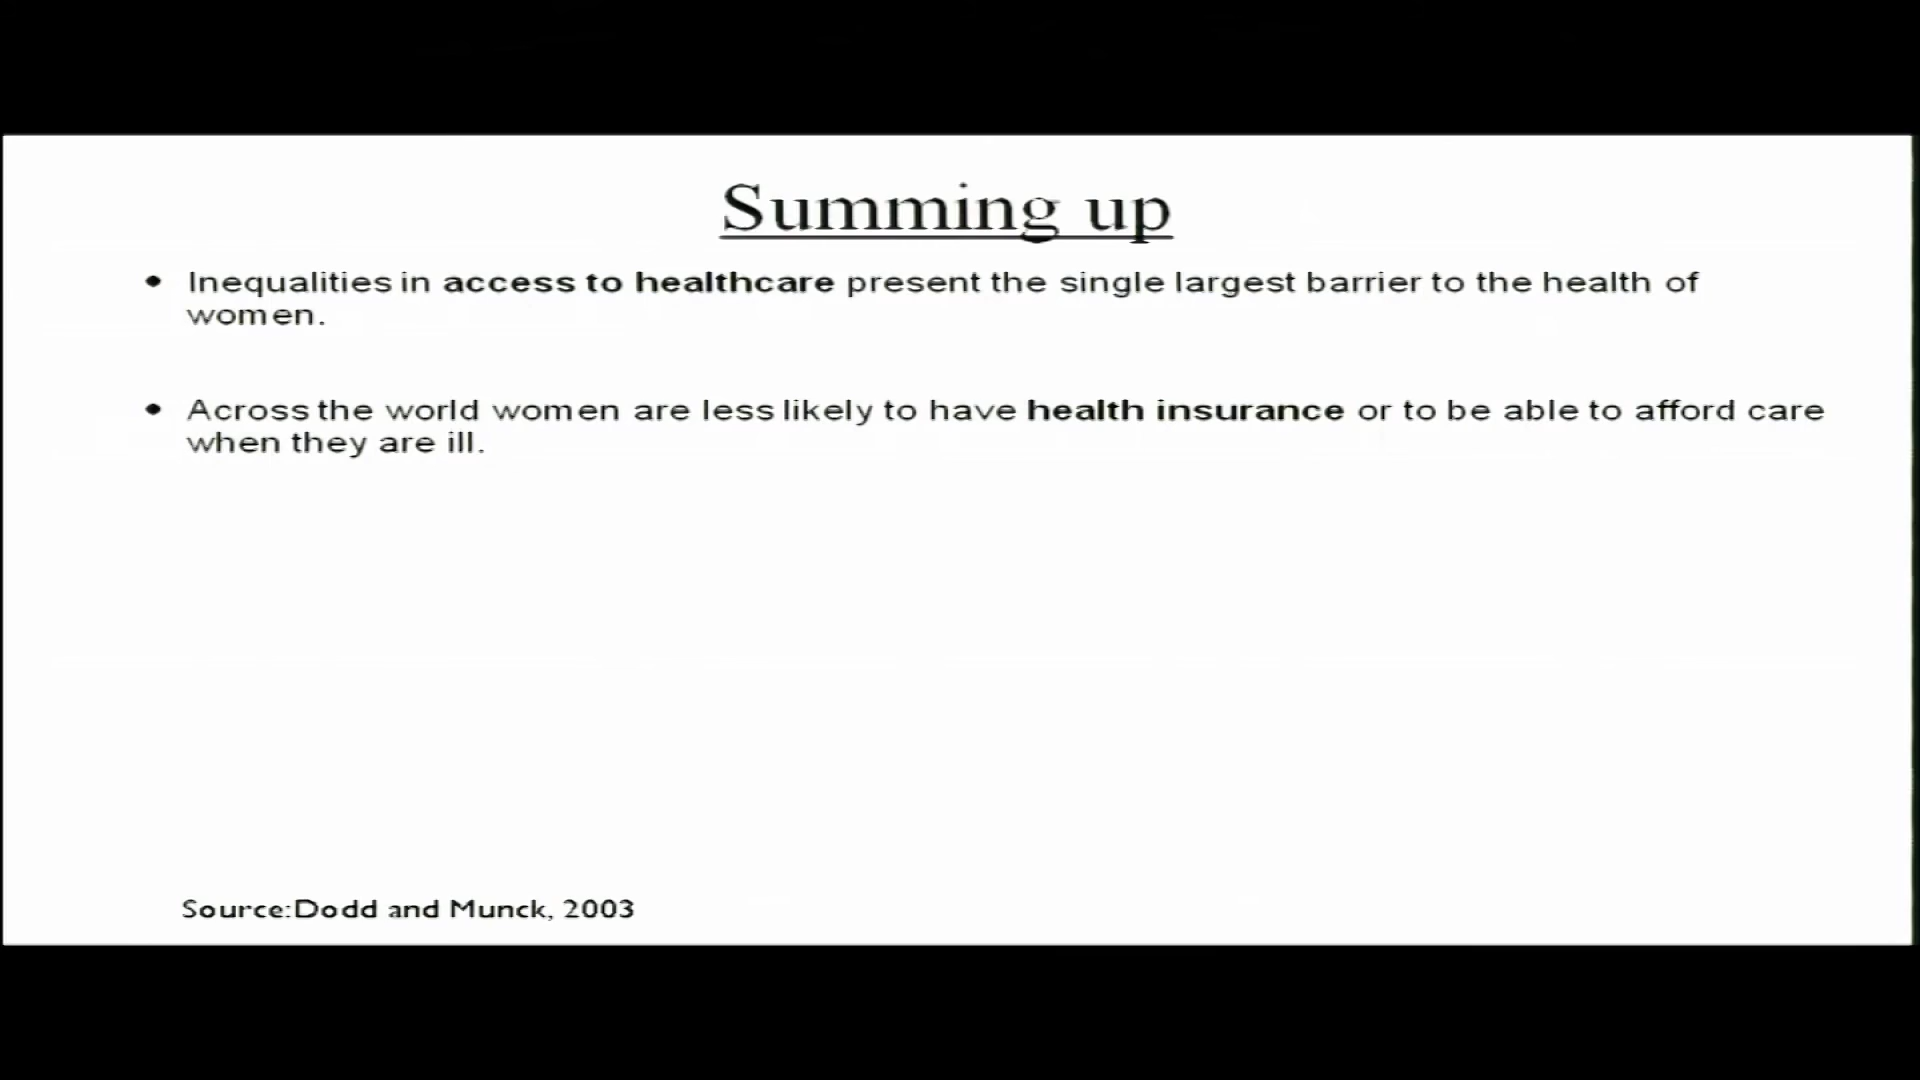 Summing up
• Inequalities in access to healthcare present the single largest barrier to the health of
women.
• Across the world women are less likely to have health insurance or to be able to afford care
when they are ill.
Source:Dodd and Munck, 2003